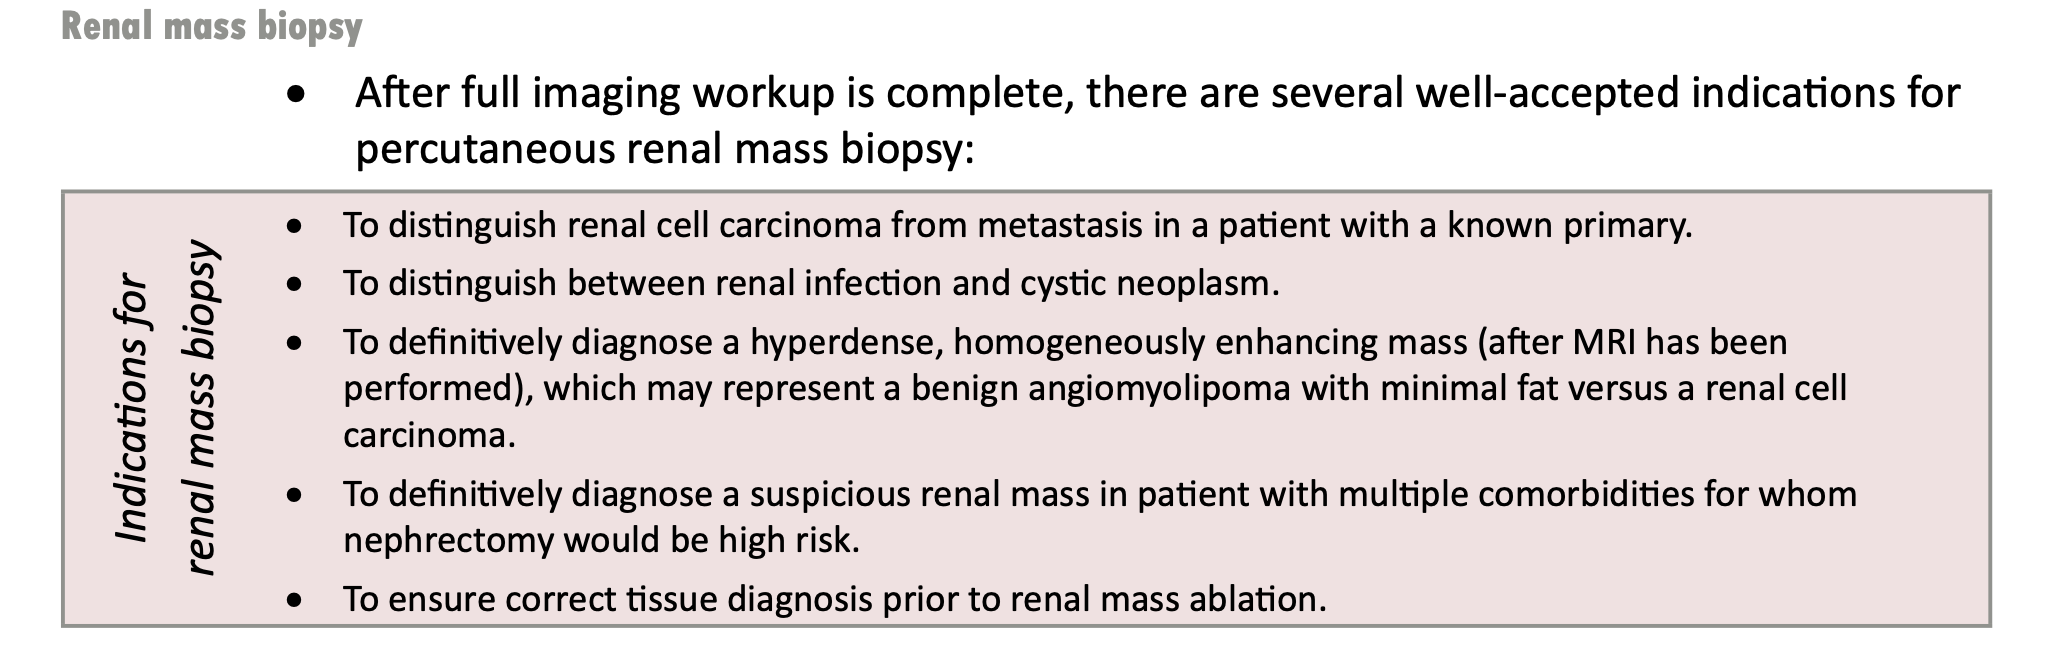 Renal mass biopsy
• After full imaging workup is complete, there are several well-accepted indications for
percutaneous renal mass biopsy:
Indications for
renal mass biopsy
• To distinguish renal cell carcinoma from metastasis in a patient with a known primary.
• To distinguish between renal infection and cystic neoplasm.
• To definitively diagnose a hyperdense, homogeneously enhancing mass (after MRI has been
performed), which may represent a benign angiomyolipoma with minimal fat versus a renal cell
carcinoma.
• To definitively diagnose a suspicious renal mass in patient with multiple comorbidities for whom
nephrectomy would be high risk.
• To ensure correct tissue diagnosis prior to renal mass ablation.